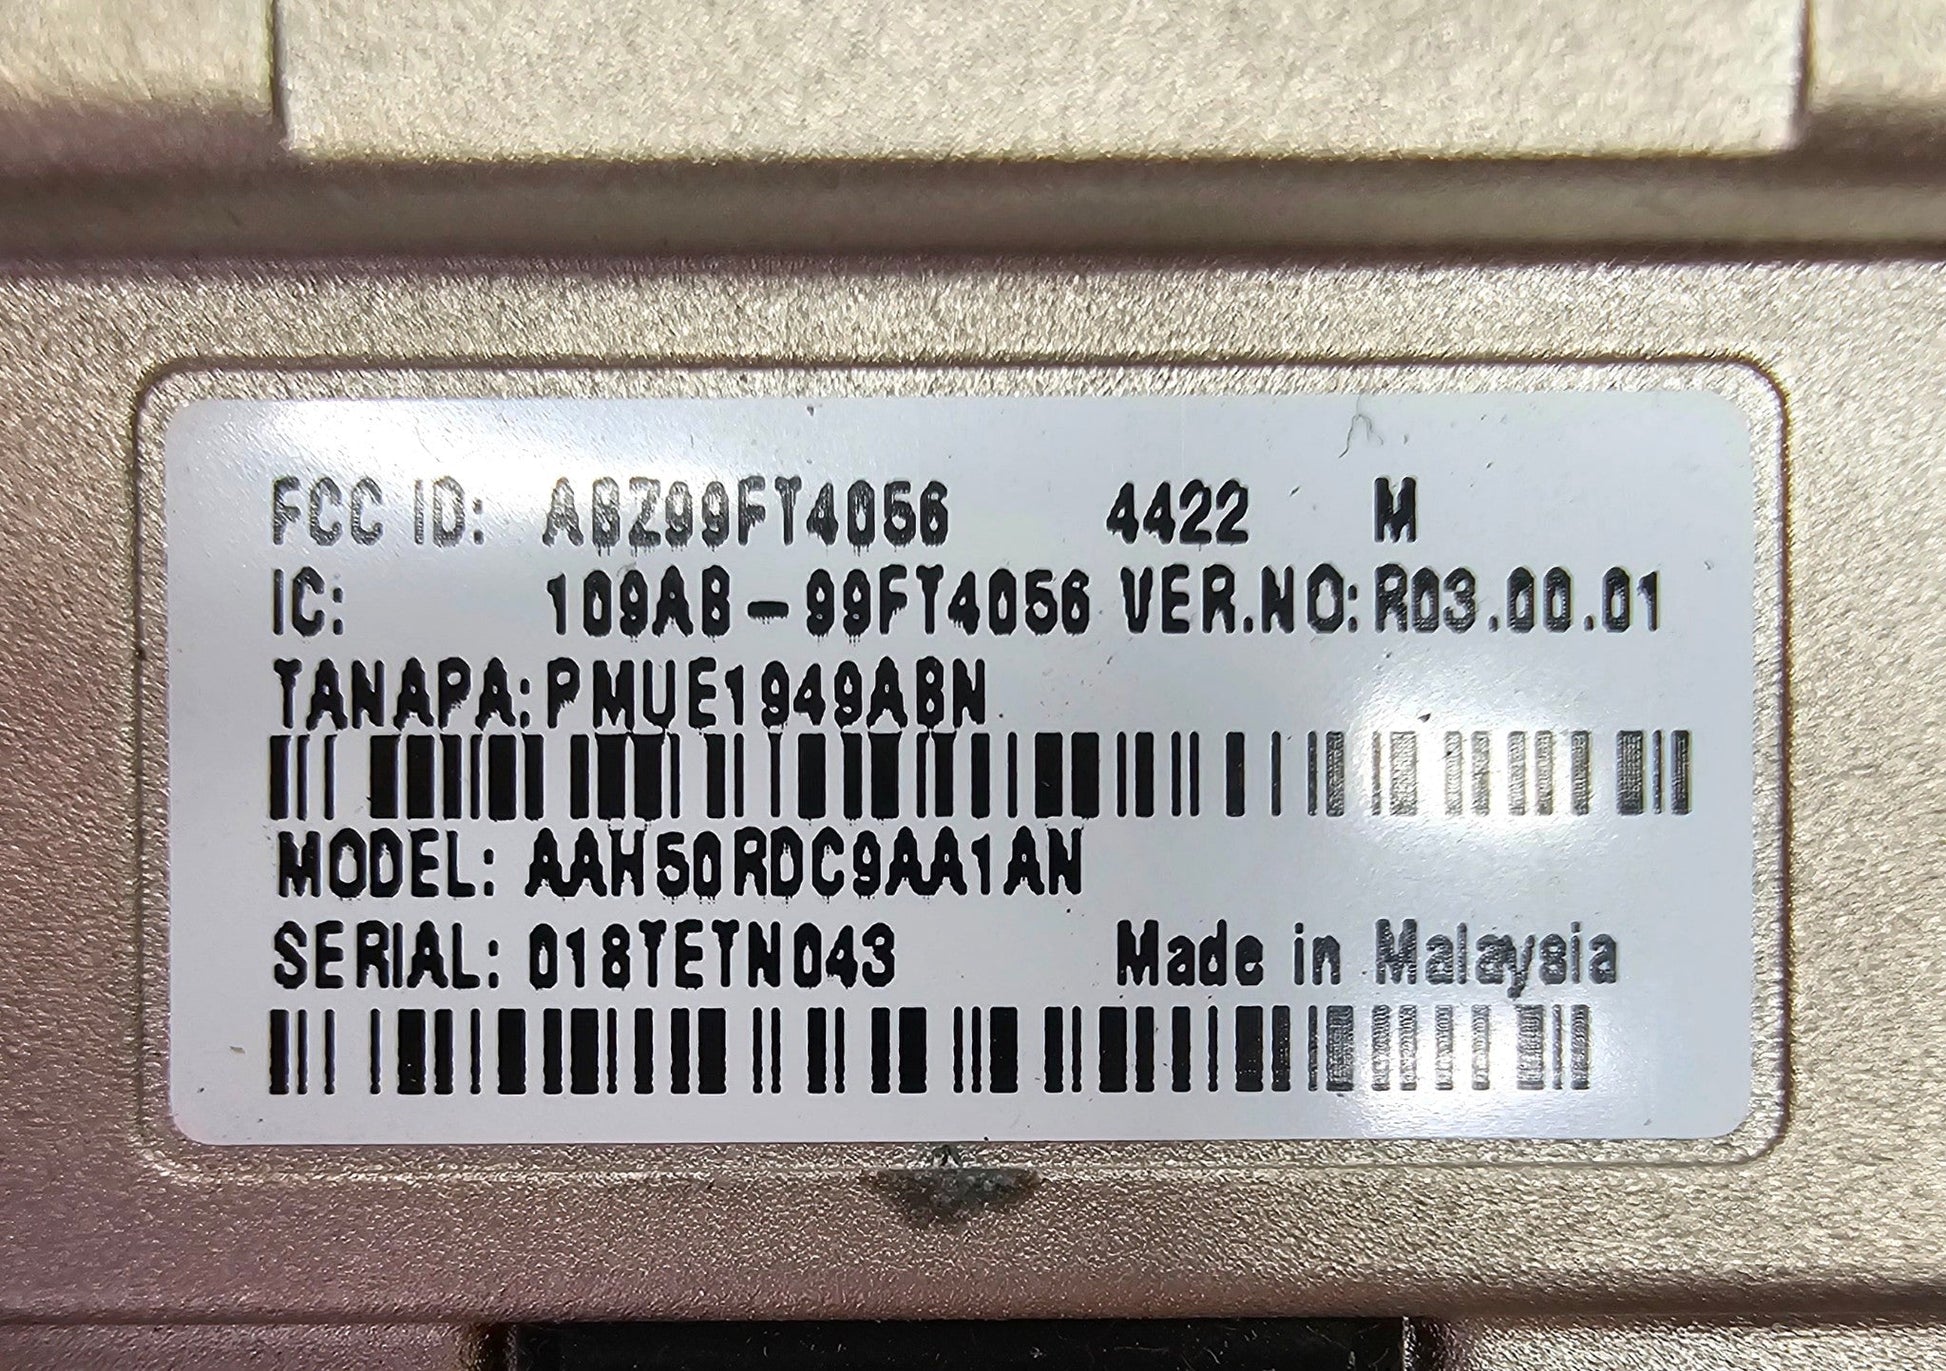 FCC ID: ABZ99FT4056 4422 M
IC: 109AB-99FT4056 VER.NO: R03.00.01
TANAPA: PMUE1949ABN
MODEL: AAH50RDC9AA1AN
SERIAL: 018TETN043 Made in Malaysia